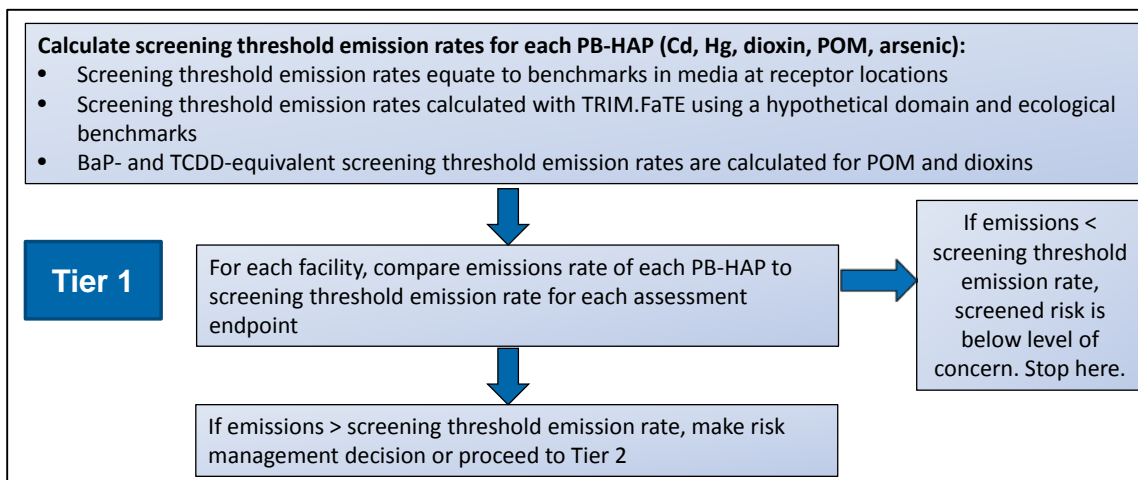 Calculate screening threshold emission rates for each PB-HAP (Cd, Hg, dioxin, POM, arsenic):
• Screening threshold emission rates equate to benchmarks in media at receptor locations
• Screening threshold emission rates calculated with TRIM.FaTE using a hypothetical domain and ecological
benchmarks
• BaP- and TCDD-equivalent screening threshold emission rates are calculated for POM and dioxins
Tier 1
For each facility, compare emissions rate of each PB-HAP to
screening threshold emission rate for each assessment
endpoint
If emissions <
screening threshold
emission rate,
screened risk is
below level of
concern. Stop here.
If emissions > screening threshold emission rate, make risk
management decision or proceed to Tier 2